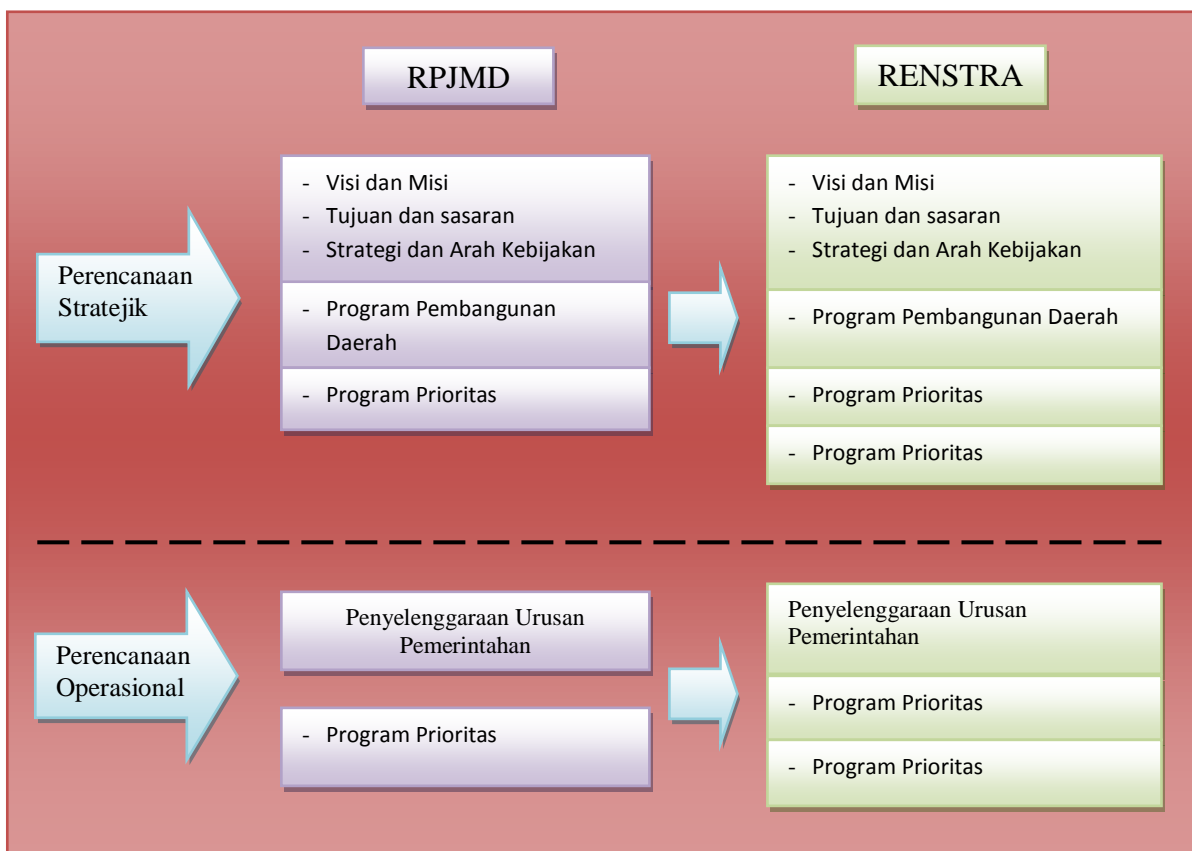 RPJMD
RENSTRA
Perencanaan
Stratejik
- Visi dan Misi
- Tujuan dan sasaran
- Strategi dan Arah Kebijakan
- Program Pembangunan
Daerah
- Program Prioritas
- Visi dan Misi
- Tujuan dan sasaran
- Strategi dan Arah Kebijakan
- Program Pembangunan Daerah
- Program Prioritas
- Program Prioritas
Perencanaan
Operasional
Penyelenggaraan Urusan
Pemerintahan
- Program Prioritas
Penyelenggaraan Urusan
Pemerintahan
- Program Prioritas
- Program Prioritas